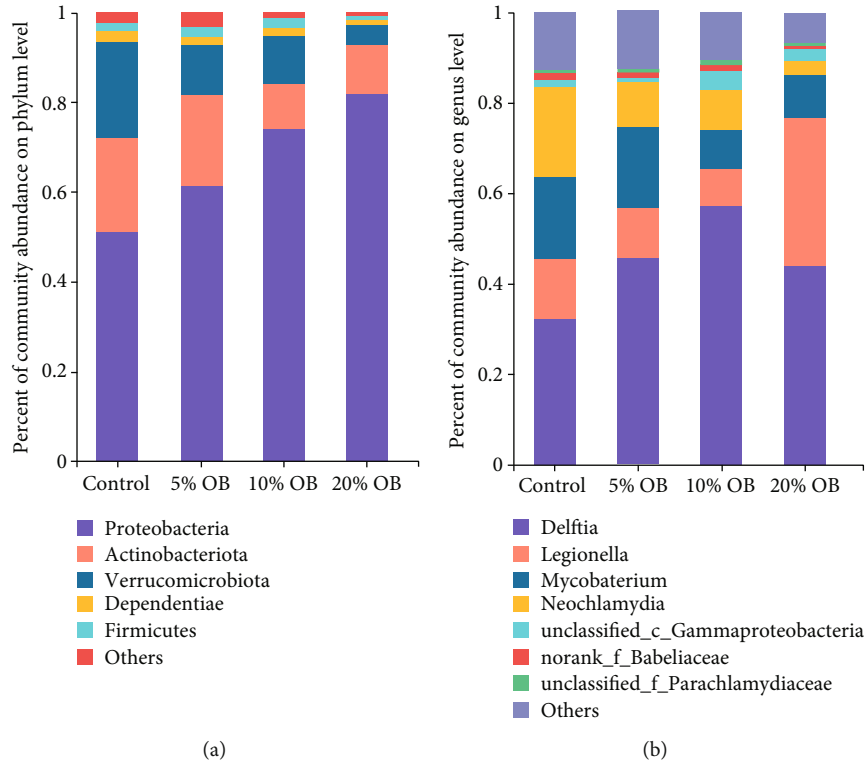 Percent of community abundance on phylum level
1
0.8
0.6
0.4
0.2
0
Control 5% OB 10% OB 20% OB
Proteobacteria
Actinobacteriota
Verrucomicrobiota
Dependentiae
Firmicutes
Others
(a)
Percent of community abundance on genus level
1
0.8
0.6
0.4
0.2
0
Control 5% OB 10% OB 20% OB
Delftia
Legionella
Mycobaterium
Neochlamydia
unclassified_c_Gammaproteobacteria
norank_f_Babeliaceae
unclassified_f_Parachlamydiaceae
Others
(b)